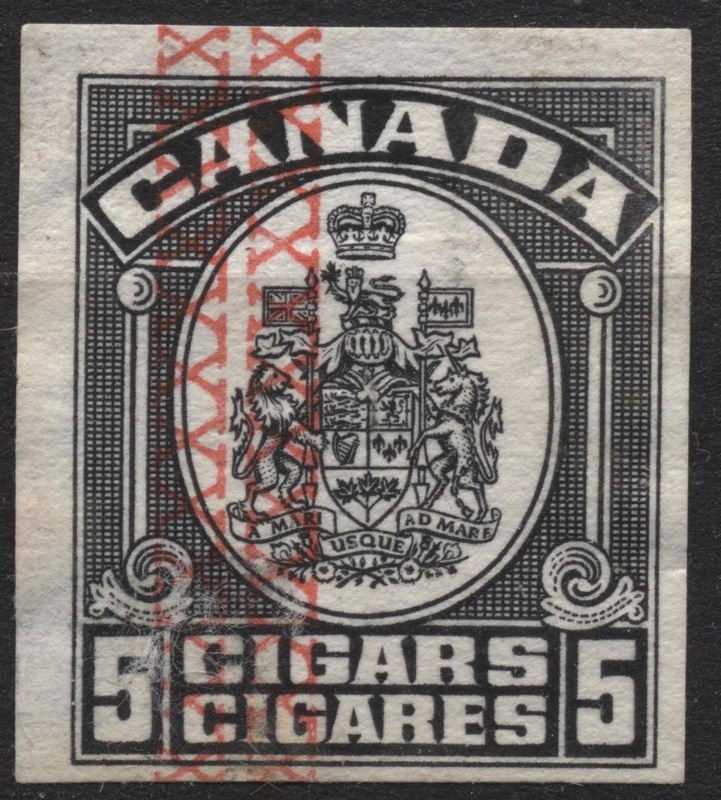 CANADA
A MARI USQUE AD MARE
5 CIGARS 5
CIGARES